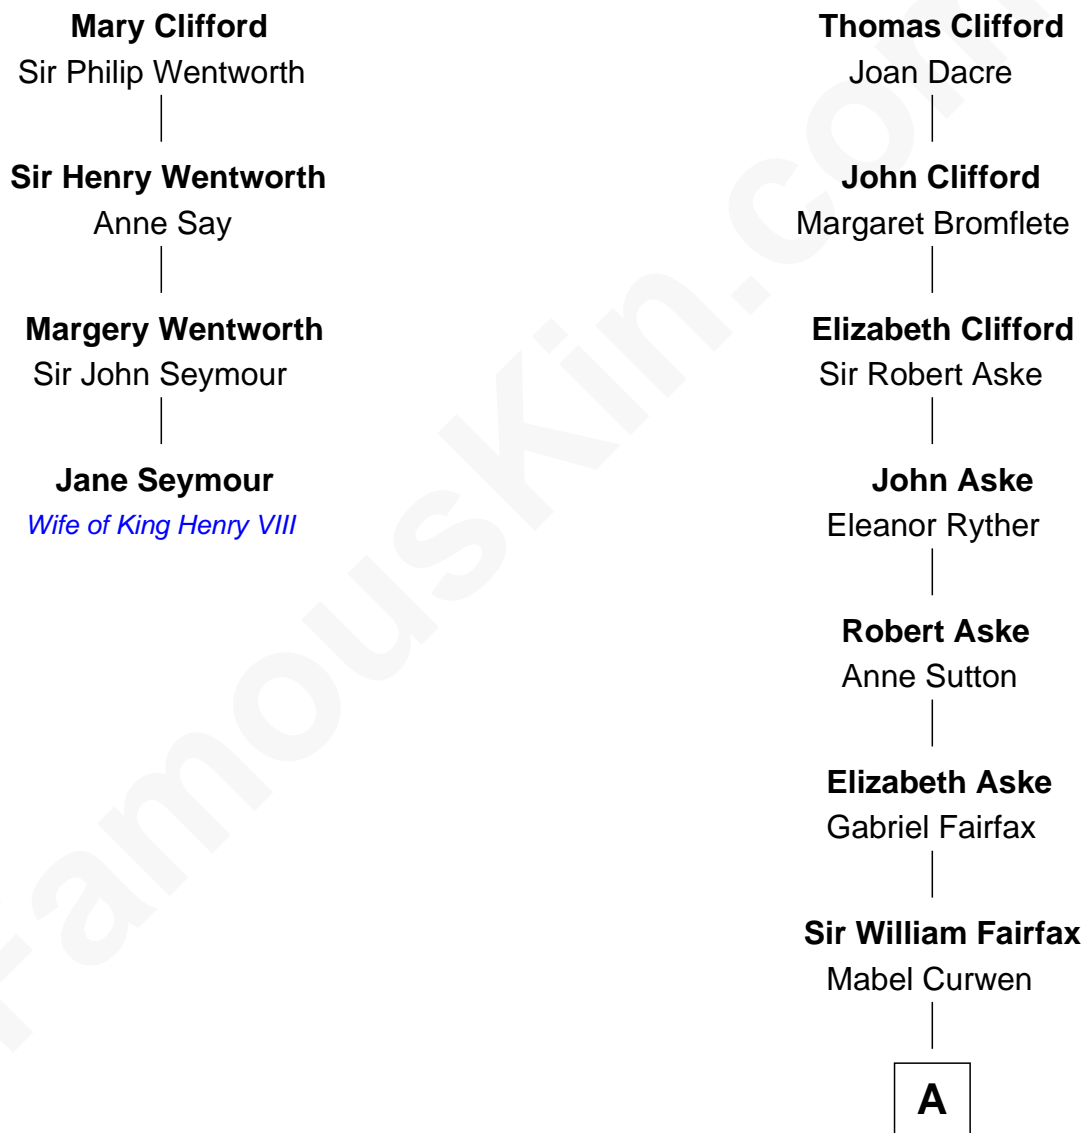 Mary Clifford
Sir Philip Wentworth
Sir Henry Wentworth
Anne Say
Margery Wentworth
Sir John Seymour
Jane Seymour
Wife of King Henry VIII
Thomas Clifford
Joan Dacre
John Clifford
Margaret Bromflete
Elizabeth Clifford
Sir Robert Aske
John Aske
Eleanor Ryther
Robert Aske
Anne Sutton
Elizabeth Aske
Gabriel Fairfax
Sir William Fairfax
Mabel Curwen
A
FamousKin.com